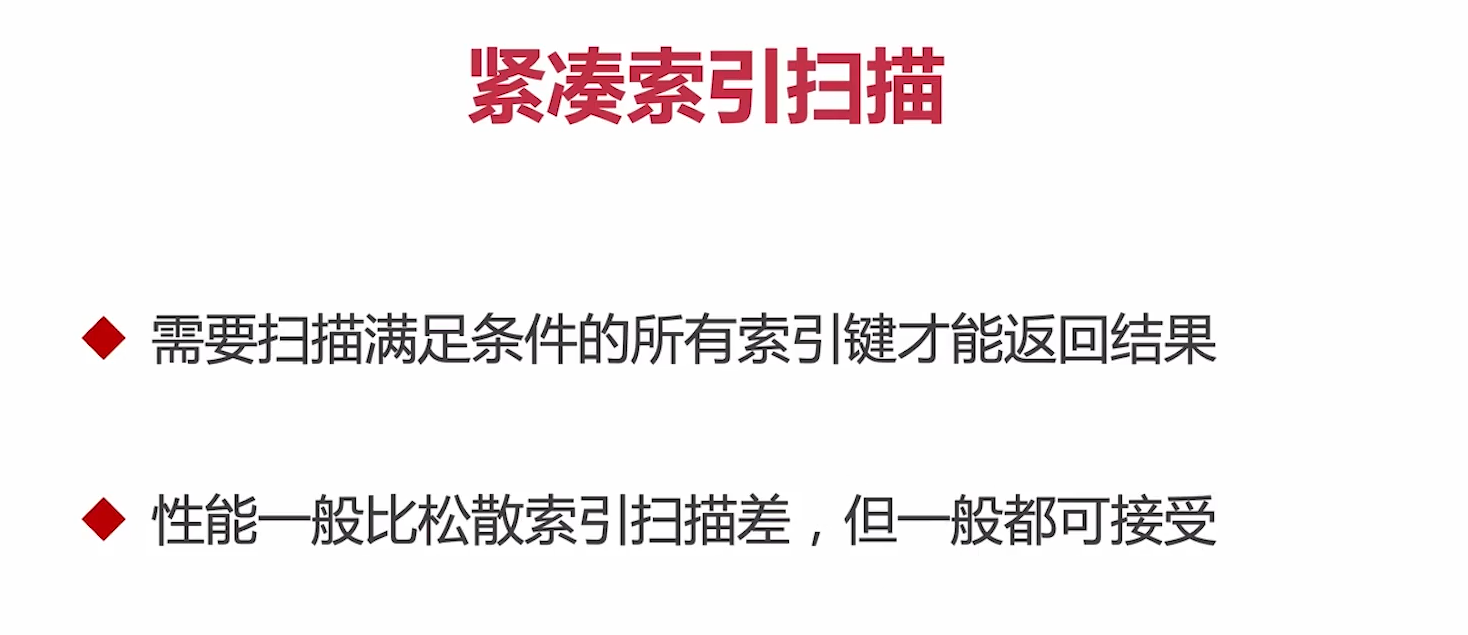 紧凑索引扫描
需要扫描满足条件的所有索引键才能返回结果
性能一般比松散索引扫描差，但一般都可接受